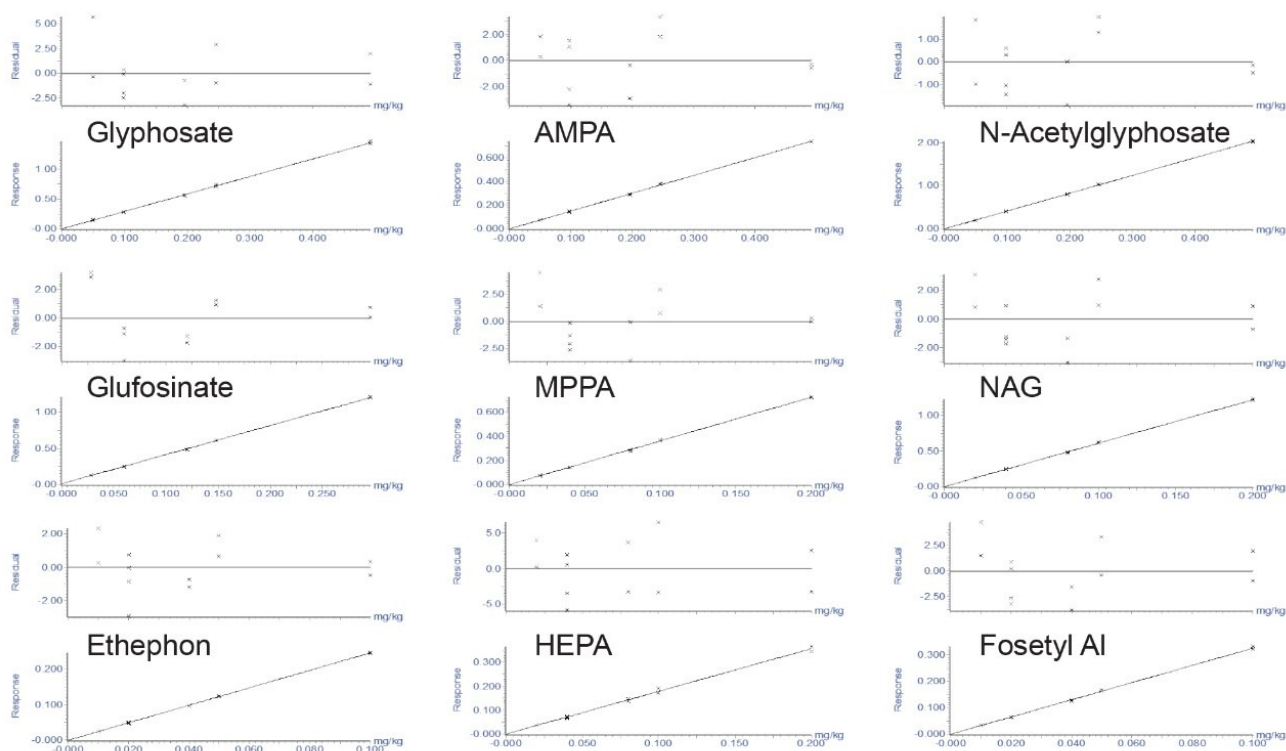 Residual
5.00
2.50
0.00
-2.50
mg/kg
Glyphosate
Response
1.00
0.50
-0.00
-0.000 0.100 0.200 0.300 0.400 mg/kg
Residual
2.00
0.00
-2.00
mg/kg
AMPA
Response
0.600
0.400
0.200
-0.000
-0.000 0.100 0.200 0.300 0.400 mg/kg
Residual
1.00
0.00
-1.00
mg/kg
N-Acetylglyphosate
Response
2.00
1.00
-0.00
-0.000 0.100 0.200 0.300 0.400 mg/kg
Residual
2.00
0.00
-2.00
mg/kg
Glufosinate
Response
1.00
0.50
-0.00
-0.000 0.050 0.100 0.150 0.200 0.250 mg/kg
Residual
2.50
0.00
-2.50
mg/kg
MPPA
Response
0.600
0.400
0.200
-0.000
-0.000 0.050 0.100 0.150 0.200 mg/kg
Residual
2.00
0.00
-2.00
mg/kg
NAG
Response
1.00
0.50
-0.00
-0.000 0.050 0.100 0.150 0.200 mg/kg
Residual
2.00
0.00
-2.00
mg/kg
Ethephon
Response
0.200
0.100
-0.000
-0.000 0.020 0.040 0.060 0.080 0.100 mg/kg
Residual
5.0
0.0
-5.0
mg/kg
HEPA
Response
0.300
0.200
0.100
-0.000
-0.000 0.050 0.100 0.150 0.200 mg/kg
Residual
2.50
0.00
-2.50
mg/kg
Fosetyl Al
Response
0.300
0.200
0.100
-0.000
-0.000 0.020 0.040 0.060 0.080 0.100 mg/kg